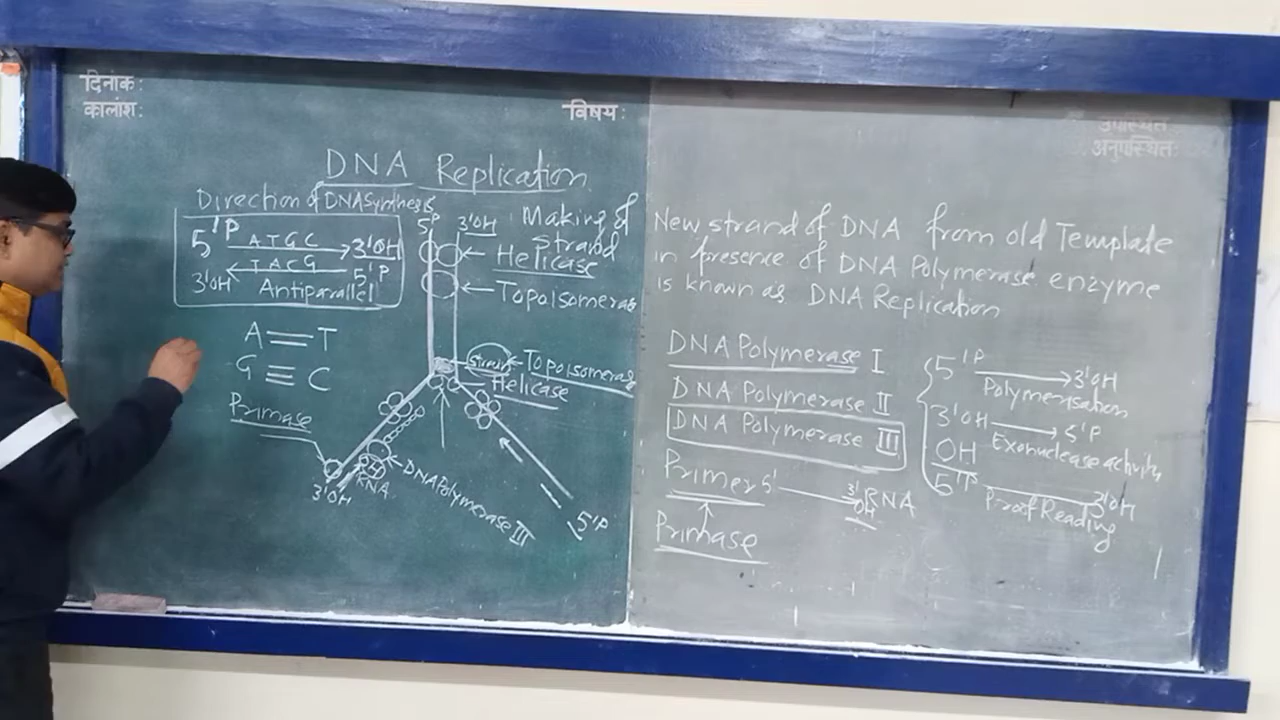 दिनांक:
कालांश:
विषय:
उपस्थित
अनुपस्थित:
DNA Replication
Direction of DNA Synthesis
5'P A T G C 3'OH
3'OH T A C G 5'P
Antiparallel
A = T
G ≡ C
Primase
5'P 3'OH
Making of
Strand
Helicase
Topoisomerase
Topoisomerase
Helicase
3'OH
RNA
DNA Polymerase III
5'P
New strand of DNA from old Template
in presence of DNA Polymerase enzyme
is known as DNA Replication
DNA Polymerase I
DNA Polymerase II
DNA Polymerase III
Primer 5' 3' OH RNA
Primase
5'P 3'OH
Polymerisation
3'OH 5'P
OH Exonuclease activity
5'P 3'OH
Proof Reading